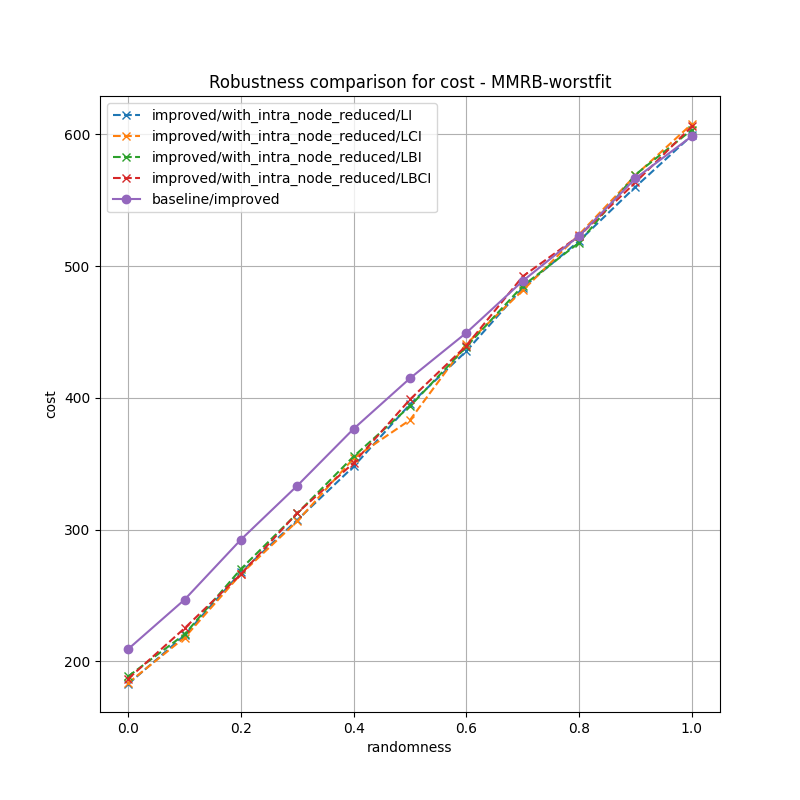 Robustness comparison for cost - MMRB-worstfit
improved/with_intra_node_reduced/LI
improved/with_intra_node_reduced/LCI
improved/with_intra_node_reduced/LBI
improved/with_intra_node_reduced/LBCI
baseline/improved
600
500
400
300
200
cost
0.0 0.2 0.4 0.6 0.8 1.0
randomness